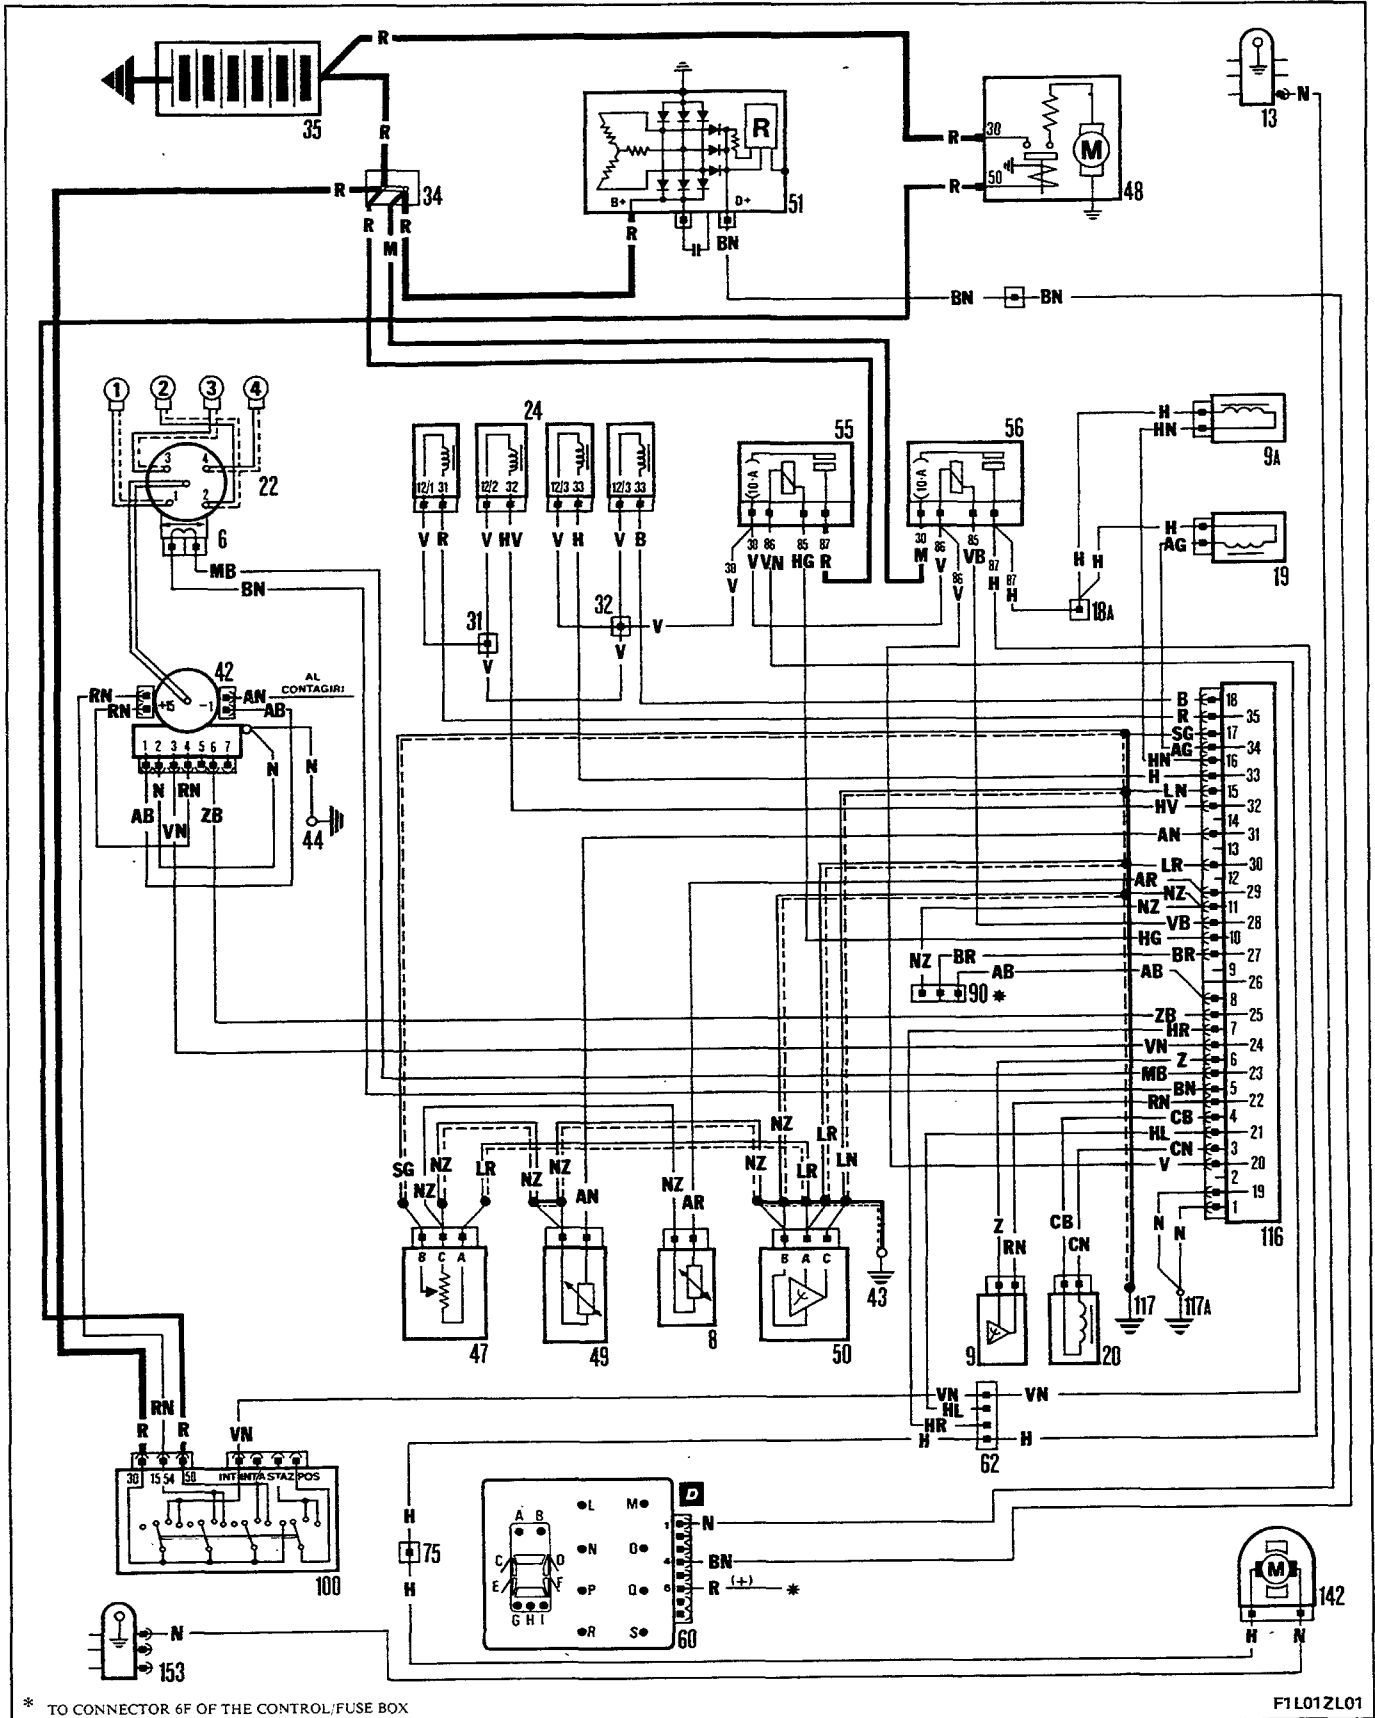 R
35
R
R
34
R
M
R
R
B+
D+
R
51
R
BN
R
30
M
R
50
48
N
13
BN
BN
1
2
3
4
3
4
1
2
22
6
MB
BN
24
12/1
31
12/2
32
12/3
33
12/3
33
V
R
V
HV
V
H
V
B
31
32
V
V
V
55
10·A
30
86
85
87
V
VN
HG
R
30
V
56
10·A
30
86
85
87
M
V
VB
H
86
V
87
H
H
HN
9A
H
AG
19
H
H
18A
42
RN
RN
+15
-1
AN
AB
AL
CONTAGIRI
1 2 3 4 5 6 7
N
N
N
RN
AB
VN
ZB
44
B
18
R
35
SG
17
AG
34
HN
16
H
33
LN
15
HV
32
14
AN
31
13
LR
30
AR
12
NZ
29
NZ
11
VB
28
HG
10
BR
27
AB
9
26
8
ZB
25
HR
7
VN
24
Z
6
MB
23
BN
5
RN
22
CB
4
HL
21
CN
3
V
20
2
19
1
N
N
116
NZ
BR
AB
90 *
SG
NZ
NZ
LR
NZ
NZ
AN
NZ
AR
NZ
NZ
LR
LR
LN
B C A
47
49
8
B A C
50
43
Z
RN
9
CB
CN
20
117
117A
VN
HL
HR
H
VN
H
62
R
RN
R
VN
30
15 54
50
INT
INTA
STAZ
POS
100
H
75
H
A B
C D
E F
G H I
L
M
N
O
P
Q
R
S
D
1
N
4
BN
6
R
(+)
*
60
M
142
H
N
N
153
* TO CONNECTOR 6F OF THE CONTROL/FUSE BOX
F1L01ZL01